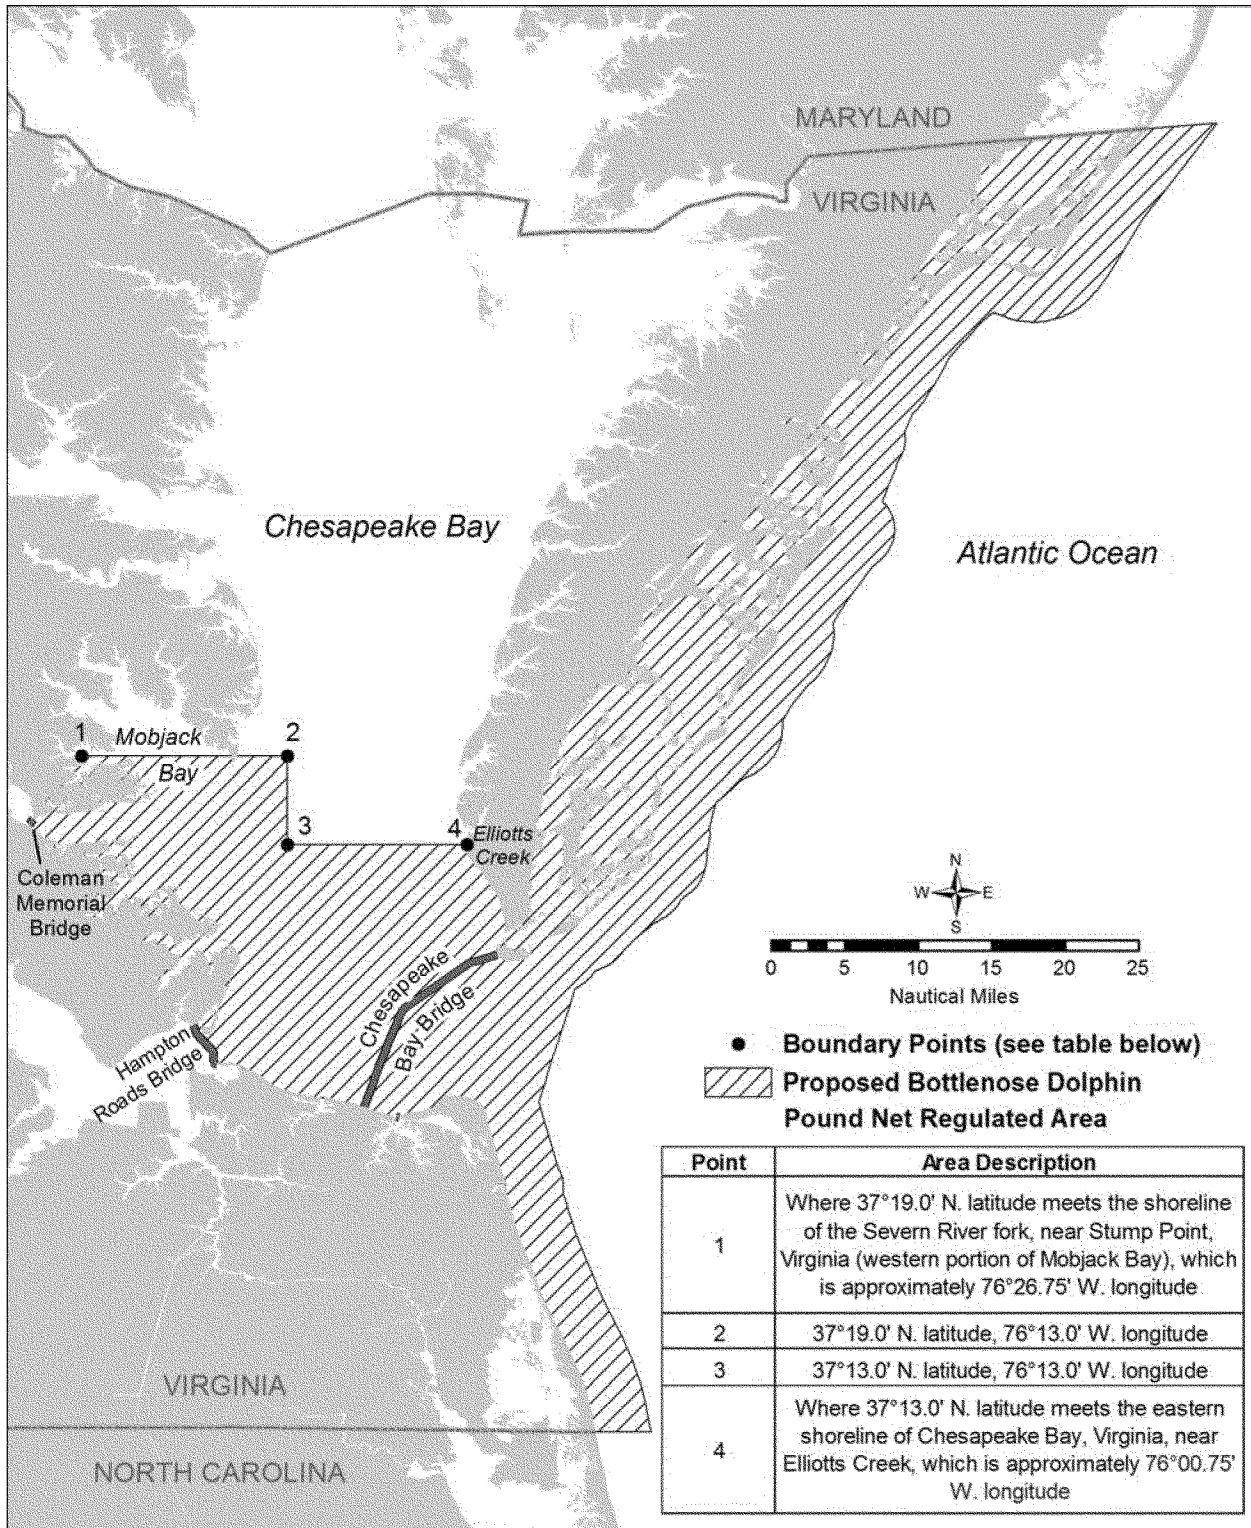 MARYLAND
VIRGINIA
Chesapeake Bay
Atlantic Ocean
1
Mobjack
2
Bay
3
4
Elliotts
Creek
Coleman
Memorial
Bridge
Chesapeake
Bay Bridge
Hampton
Roads Bridge
N
W
E
S
0 5 10 15 20 25
Nautical Miles
Boundary Points (see table below)
Proposed Bottlenose Dolphin
Pound Net Regulated Area
Point Area Description
1
Where 37°19.0' N. latitude meets the shoreline
of the Severn River fork, near Stump Point,
Virginia (western portion of Mobjack Bay), which
is approximately 76°26.75' W. longitude
2 37°19.0' N. latitude, 76°13.0' W. longitude
3 37°13.0' N. latitude, 76°13.0' W. longitude
4
Where 37°13.0' N. latitude meets the eastern
shoreline of Chesapeake Bay, Virginia, near
Elliotts Creek, which is approximately 76°00.75'
W. longitude
VIRGINIA
NORTH CAROLINA